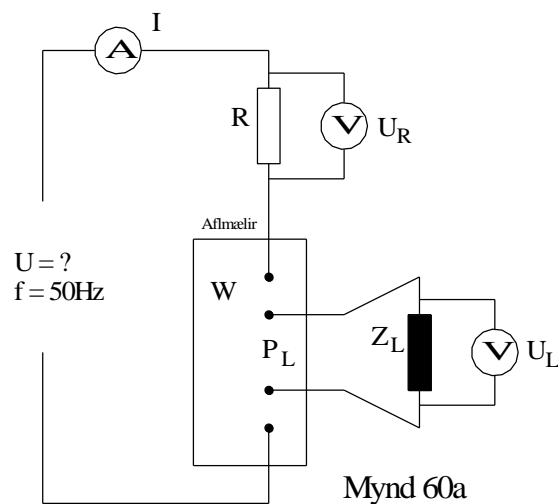 I
A
R
V
U_R
Aflmælir
U = ?
f = 50Hz
W
P_L
Z_L
V
U_L
Mynd 60a